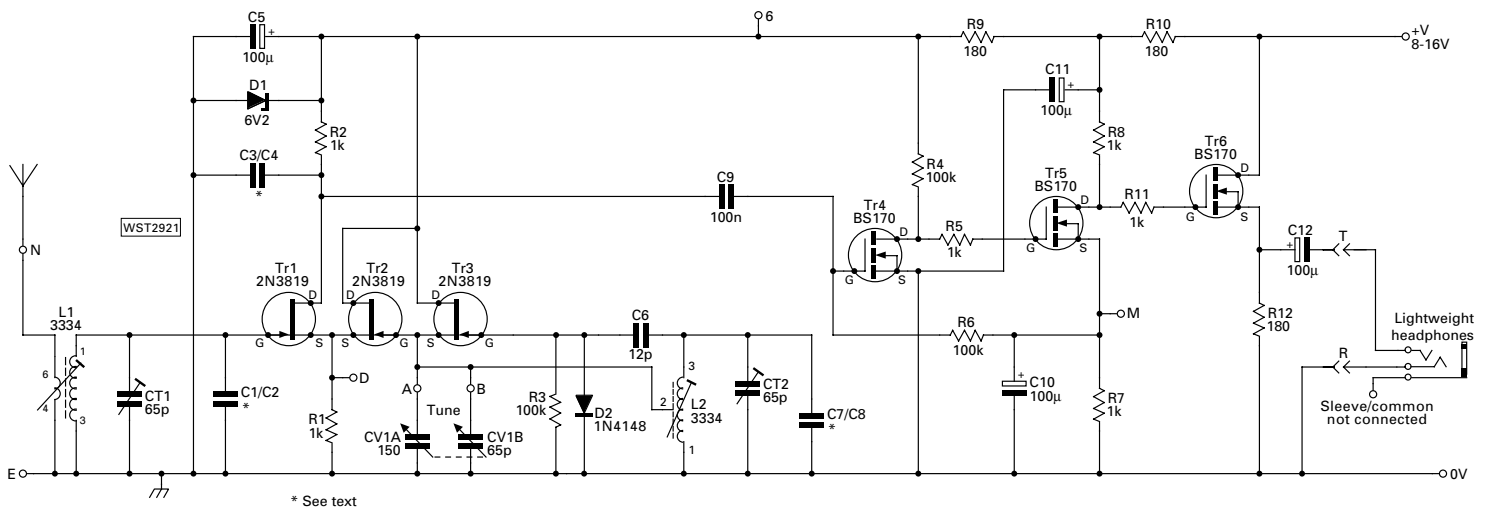 C5
+
100µ
6
R9
180
R10
180
+V
8-16V
D1
6V2
C11
+
100µ
R2
1k
R8
1k
Tr6
BS170
D
G
S
C3/C4
*
R4
100k
Tr5
BS170
D
G
S
R11
1k
C9
100n
Tr4
BS170
D
G
S
R5
1k
WST2921
N
C12
+
100µ
T
Tr1
2N3819
D
G
S
Tr2
2N3819
D
S
G
Tr3
2N3819
D
G
S
L1
3334
1
6
4
3
M
C6
12p
R6
100k
R12
180
Lightweight
headphones
R
CT1
65p
C1/C2
*
D
R1
1k
A
B
Tune
CV1A
150
CV1B
65p
R3
100k
D2
1N4148
3
2
L2
3334
1
CT2
65p
C7/C8
*
+
C10
100µ
R7
1k
Sleeve/common
not connected
E
0V
* See text